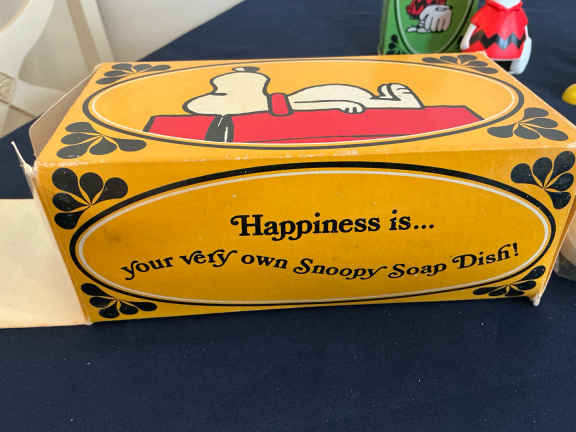 Happiness is...
your very own Snoopy Soap Dish!